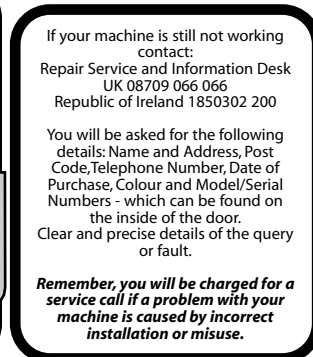 If your machine is still not working
contact:
Repair Service and Information Desk
UK 08709 066 066
Republic of Ireland 1850302 200
You will be asked for the following
details: Name and Address, Post
Code,Telephone Number, Date of
Purchase, Colour and Model/Serial
Numbers - which can be found on
the inside of the door.
Clear and precise details of the query
or fault.
Remember, you will be charged for a
service call if a problem with your
machine is caused by incorrect
installation or misuse.